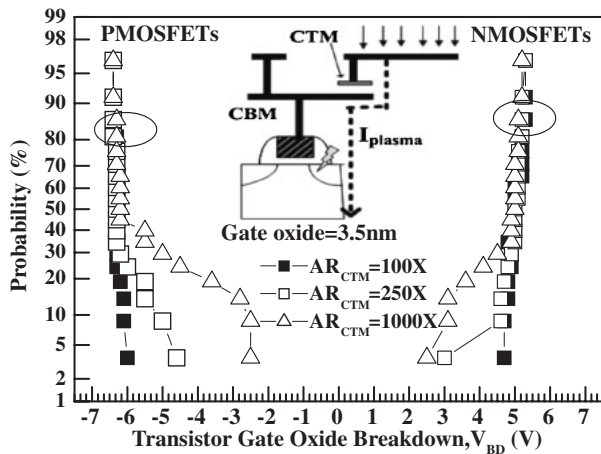 PMOSFETs NMOSFETs
CTM
CBM
I_plasma
Gate oxide=3.5nm
AR_CTM=100X
AR_CTM=250X
AR_CTM=1000X
Probability (%)
99
98
95
90
80
70
60
50
40
30
20
10
5
2
1
-7 -6 -5 -4 -3 -2 -1 0 1 2 3 4 5 6 7
Transistor Gate Oxide Breakdown,V_BD (V)